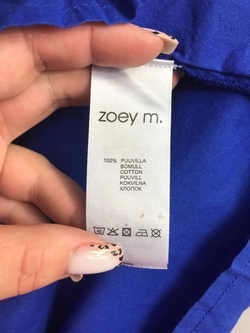 zoey m.
100% PUUVILLA
BOMULL
COTTON
PUUVILL
KOKVILNA
ХЛОПОК